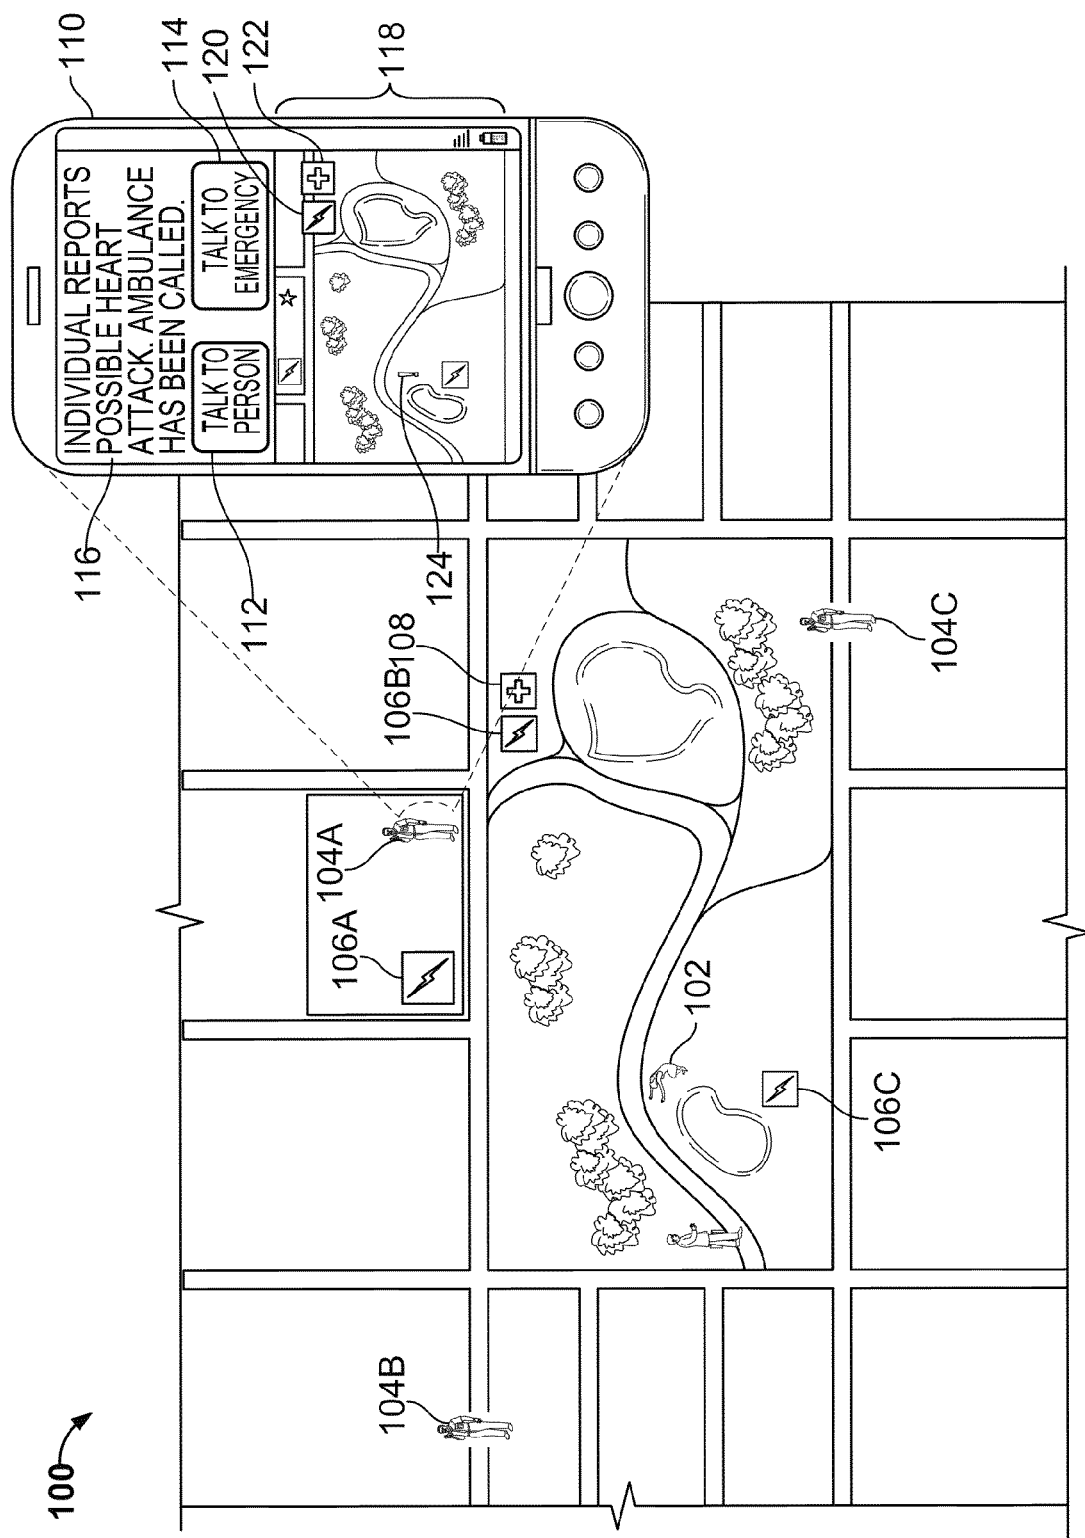 100
110
114
120
122
118
INDIVIDUAL REPORTS
POSSIBLE HEART
ATTACK. AMBULANCE
HAS BEEN CALLED.
TALK TO
PERSON
TALK TO
EMERGENCY
116
112
124
106B
108
104A
106A
104B
102
106C
104C